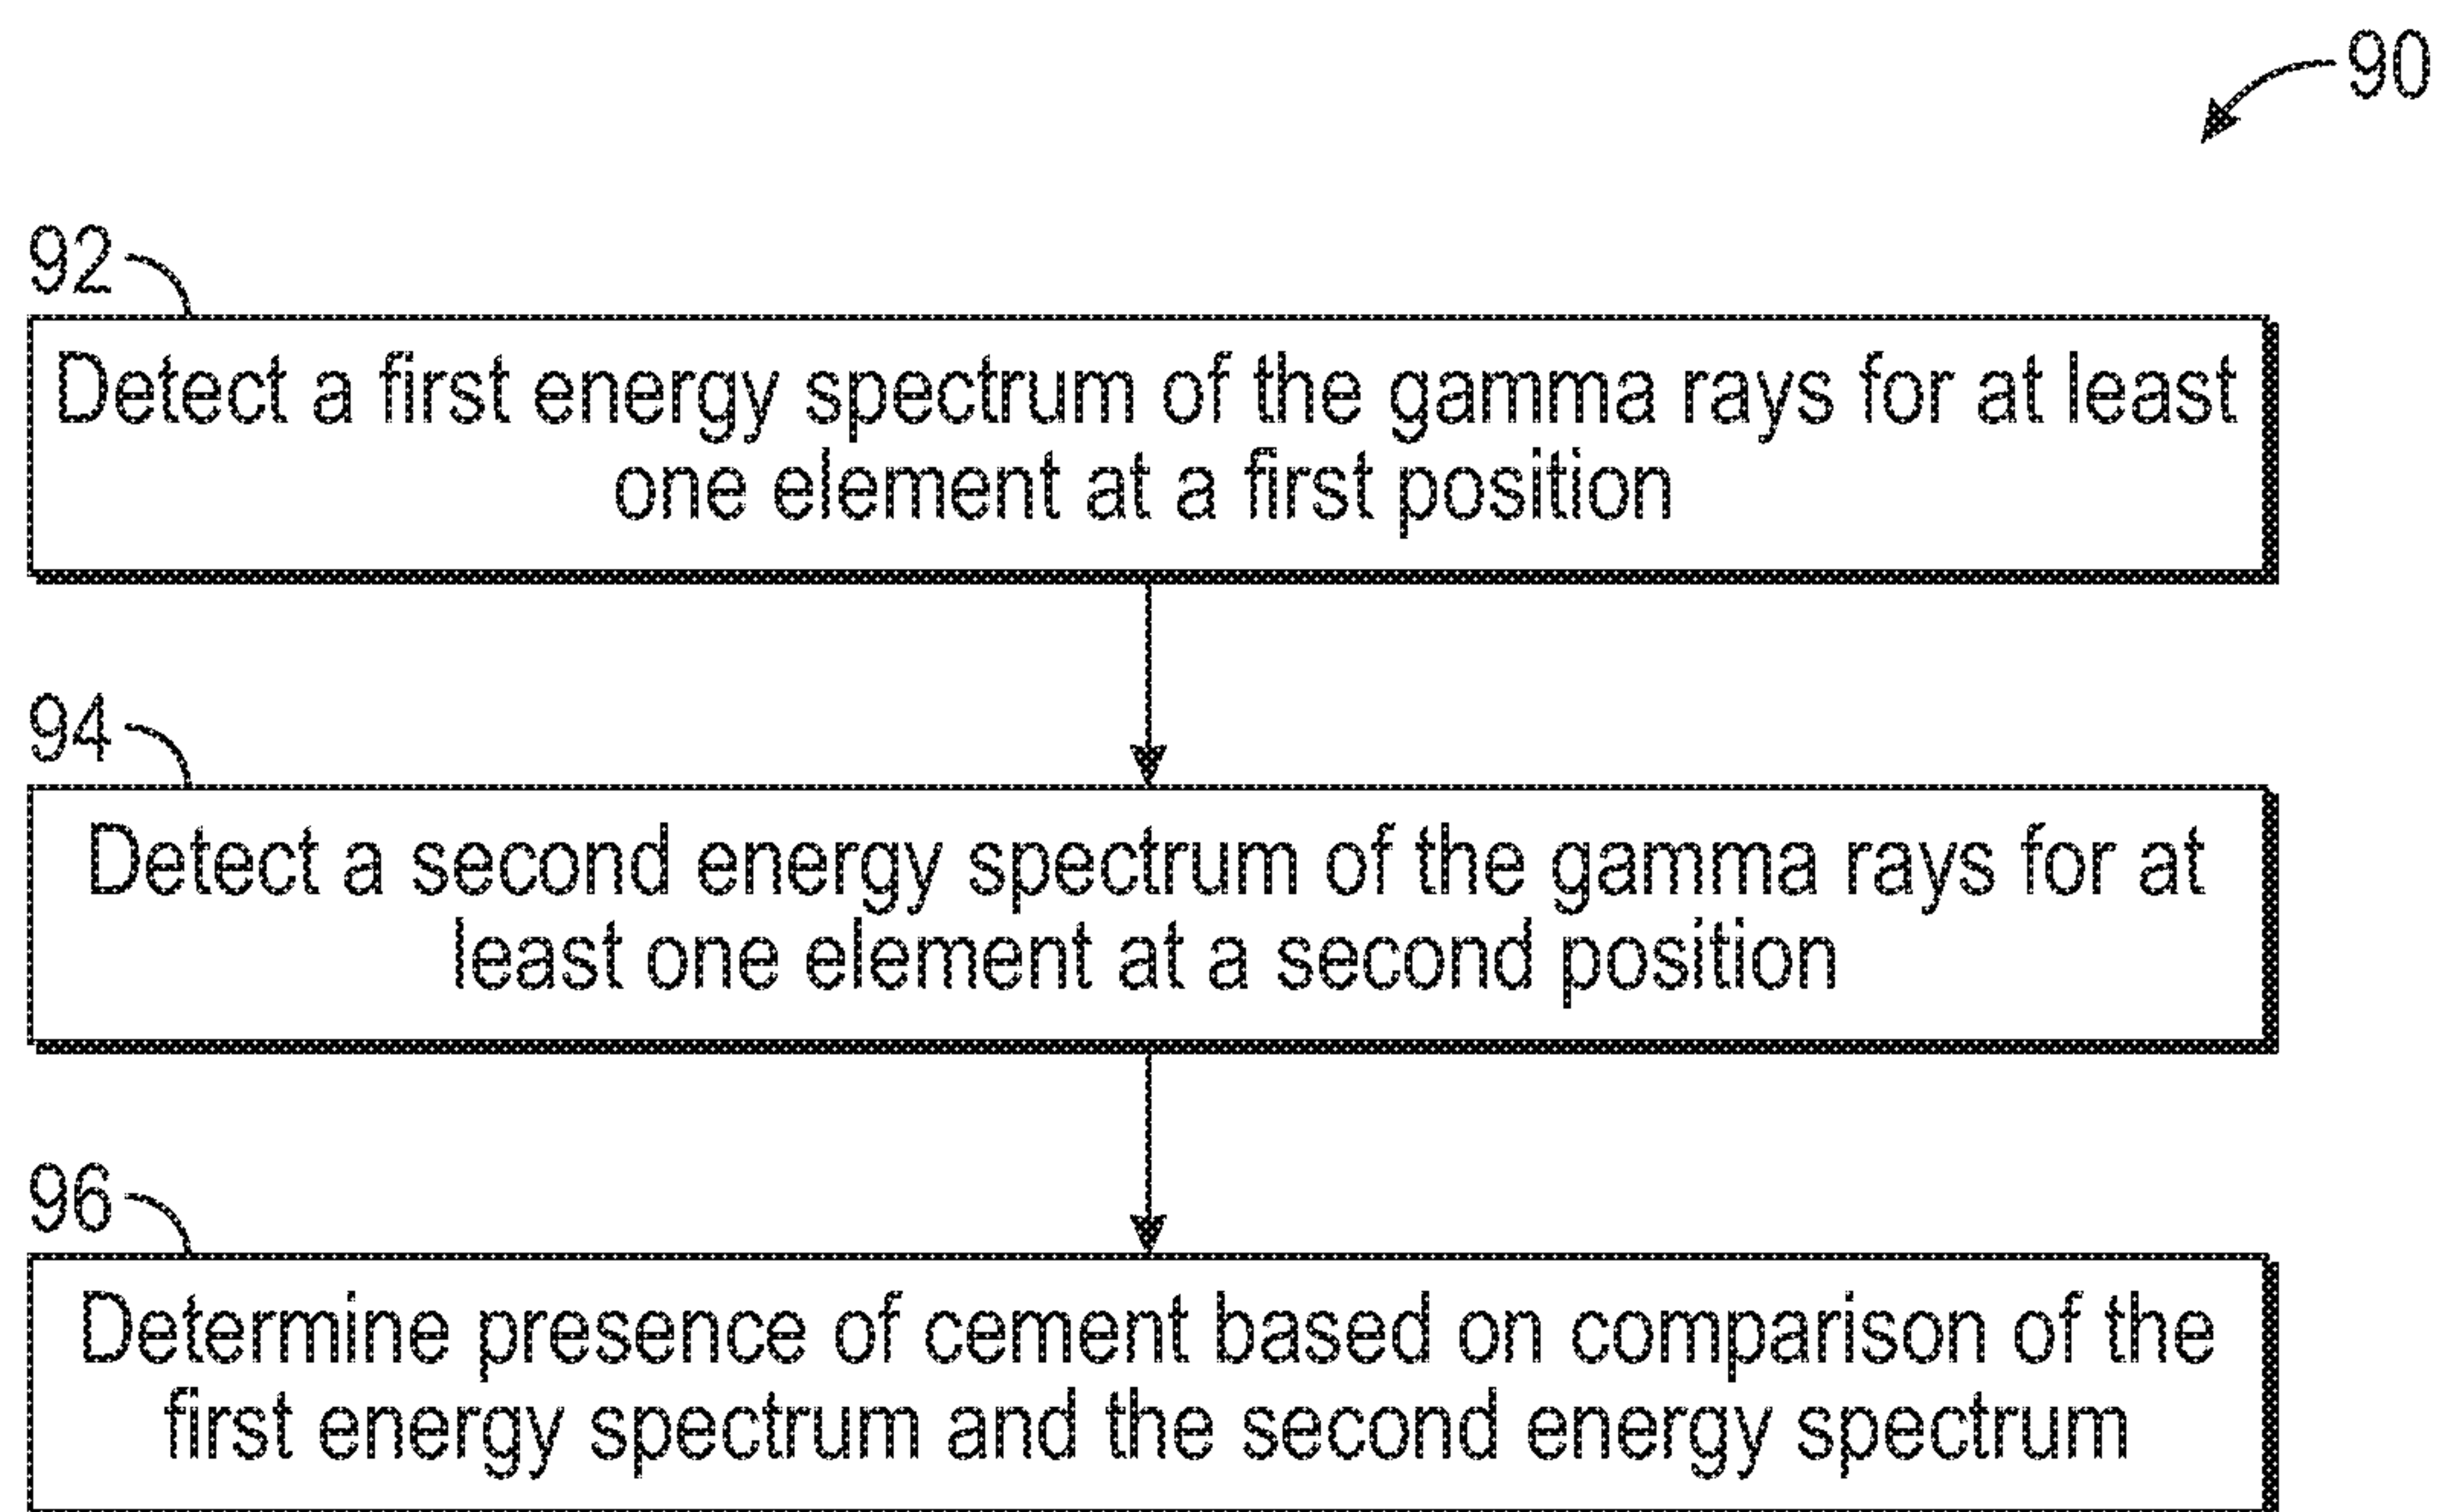 90
92
Detect a first energy spectrum of the gamma rays for at least
one element at a first position
94
Detect a second energy spectrum of the gamma rays for at
least one element at a second position
96
Determine presence of cement based on comparison of the
first energy spectrum and the second energy spectrum